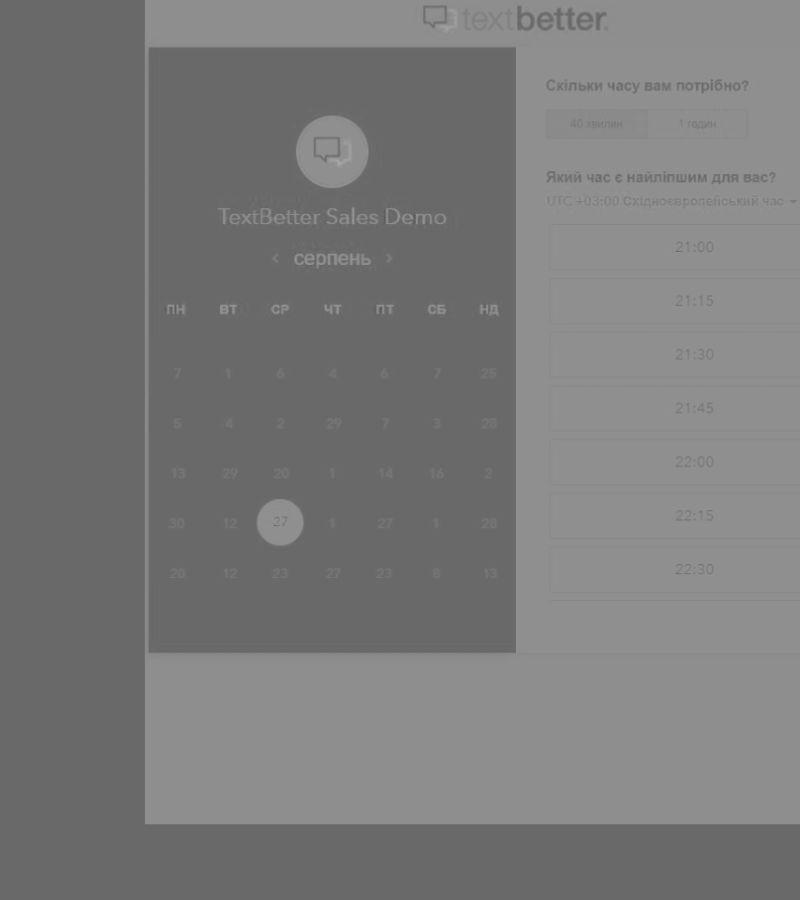 textbetter.
TextBetter Sales Demo
‹ серпень ›
ПН ВТ СР ЧТ ПТ СБ НД
7 1 6 4 6 7 25
5 4 2 29 7 3 28
13 29 20 1 14 16 2
30 12 27 1 27 1 28
20 12 23 27 23 8 13
Скільки часу вам потрібно?
40 хвилин 1 годин
Який час є найліпшим для вас?
UTC +03:00 Східноєвропейський час
21:00
21:15
21:30
21:45
22:00
22:15
22:30